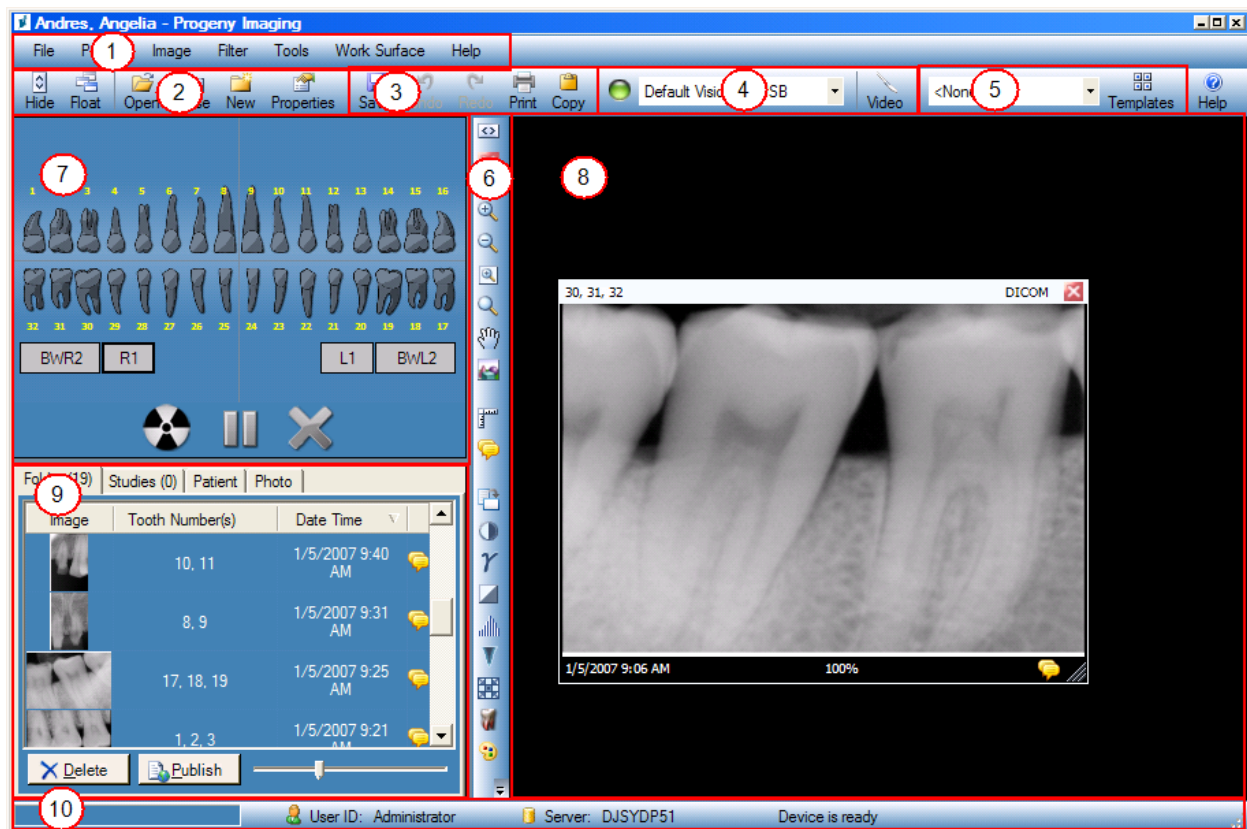 Andres, Angelia - Progeny Imaging
File 1 Image Filter Tools Work Surface Help
Hide Float Open 2 New Properties 3 Print Copy Default 4 SB Video 5 Templates Help
7 6 8
1 3 4 5 6 7 8 9 10 11 12 13 14 15 16
32 31 30 29 28 27 26 25 24 23 22 21 20 19 18 17
BWR2 R1 L1 BWL2
30, 31, 32 DICOM
1/5/2007 9:06 AM 100%
(19) Studies (0) Patient Photo
9
Image Tooth Number(s) Date Time
10, 11 1/5/2007 9:40 AM
8, 9 1/5/2007 9:31 AM
17, 18, 19 1/5/2007 9:25 AM
1, 2, 3 1/5/2007 9:21 AM
Delete Publish
10 User ID: Administrator Server: DJSYDP51 Device is ready